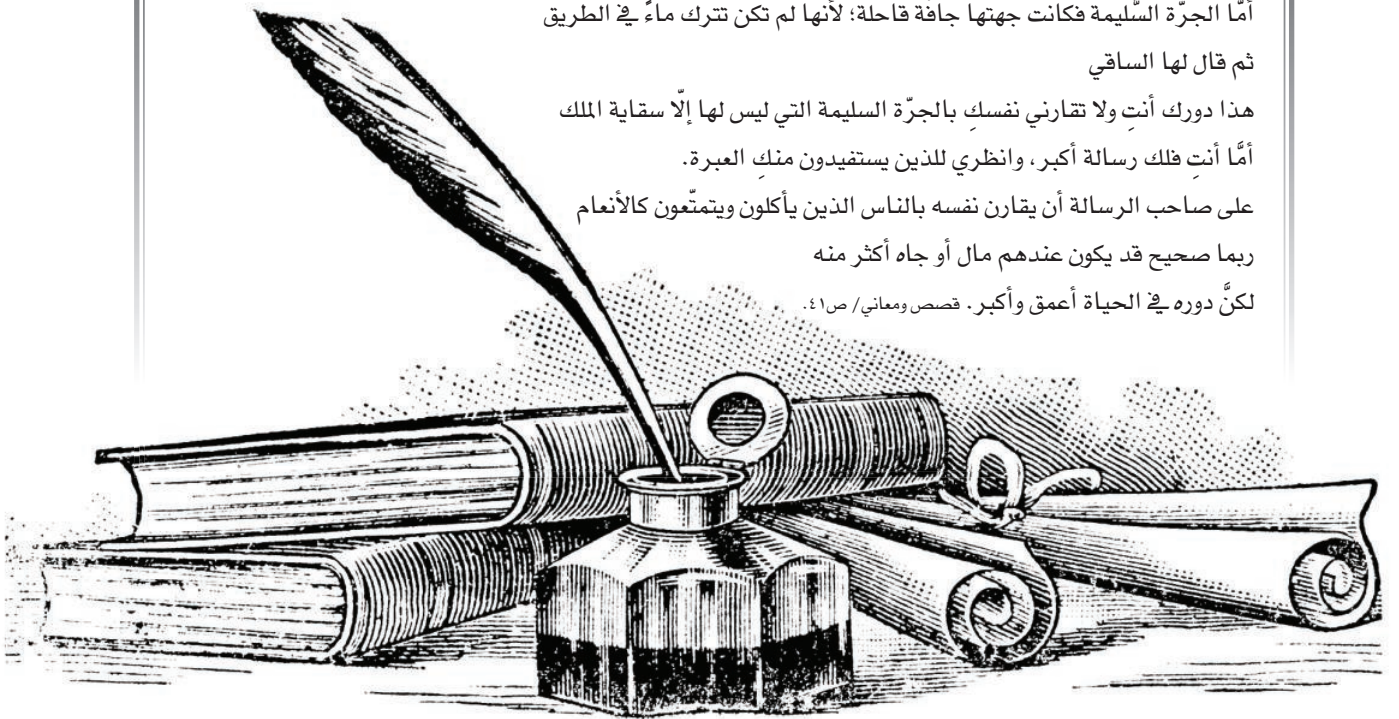 أمّا الجرّة السّليمة فكانت جهتها جافّة قاحلة؛ لأنها لم تكن تترك ماءً في الطريق
ثم قال لها الساقي
هذا دورك أنتِ ولا تقارني نفسكِ بالجرّة السليمة التي ليس لها إلّا سقاية الملك
أمَّا أنتِ فلك رسالة أكبر، وانظري للذين يستفيدون منكِ العبرة.
على صاحب الرسالة أن يقارن نفسه بالناس الذين يأكلون ويتمتّعون كالأنعام
ربما صحيح قد يكون عندهم مال أو جاه أكثر منه
لكنَّ دوره في الحياة أعمق وأكبر. قصص ومعاني/ ص٤١.